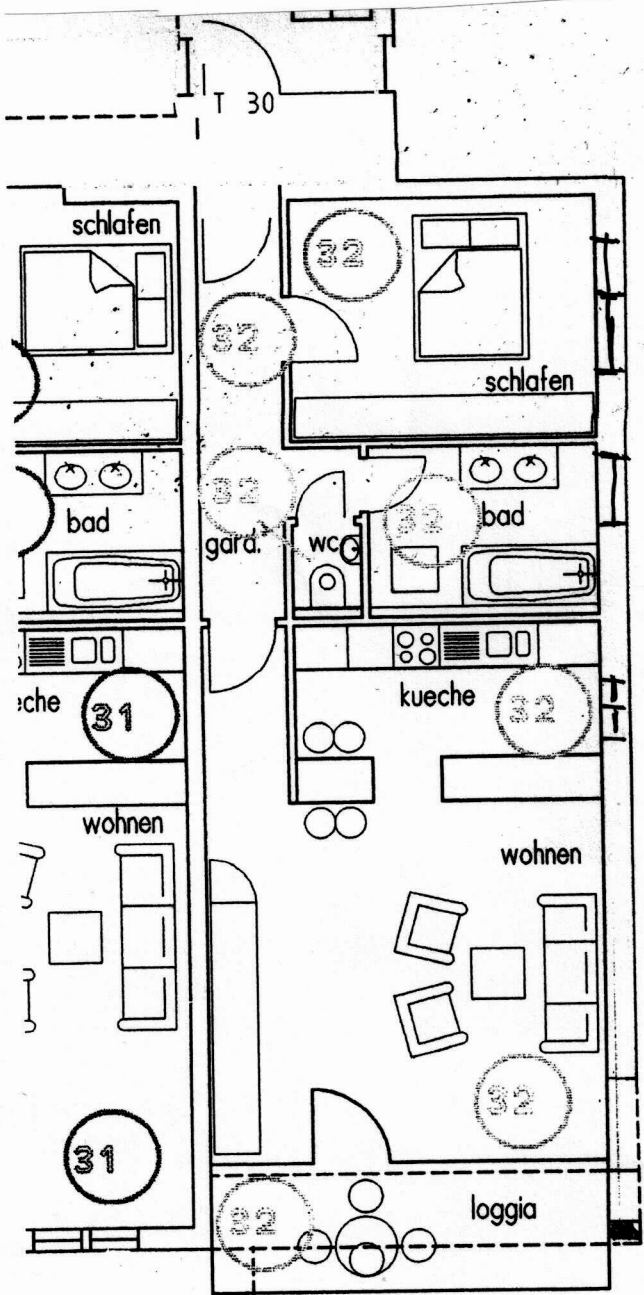 T 30
schlafen
32
32
schlafen
32
32
bad
bad
gard.
wc
31
kueche
32
eche
wohnen
wohnen
32
31
32
loggia